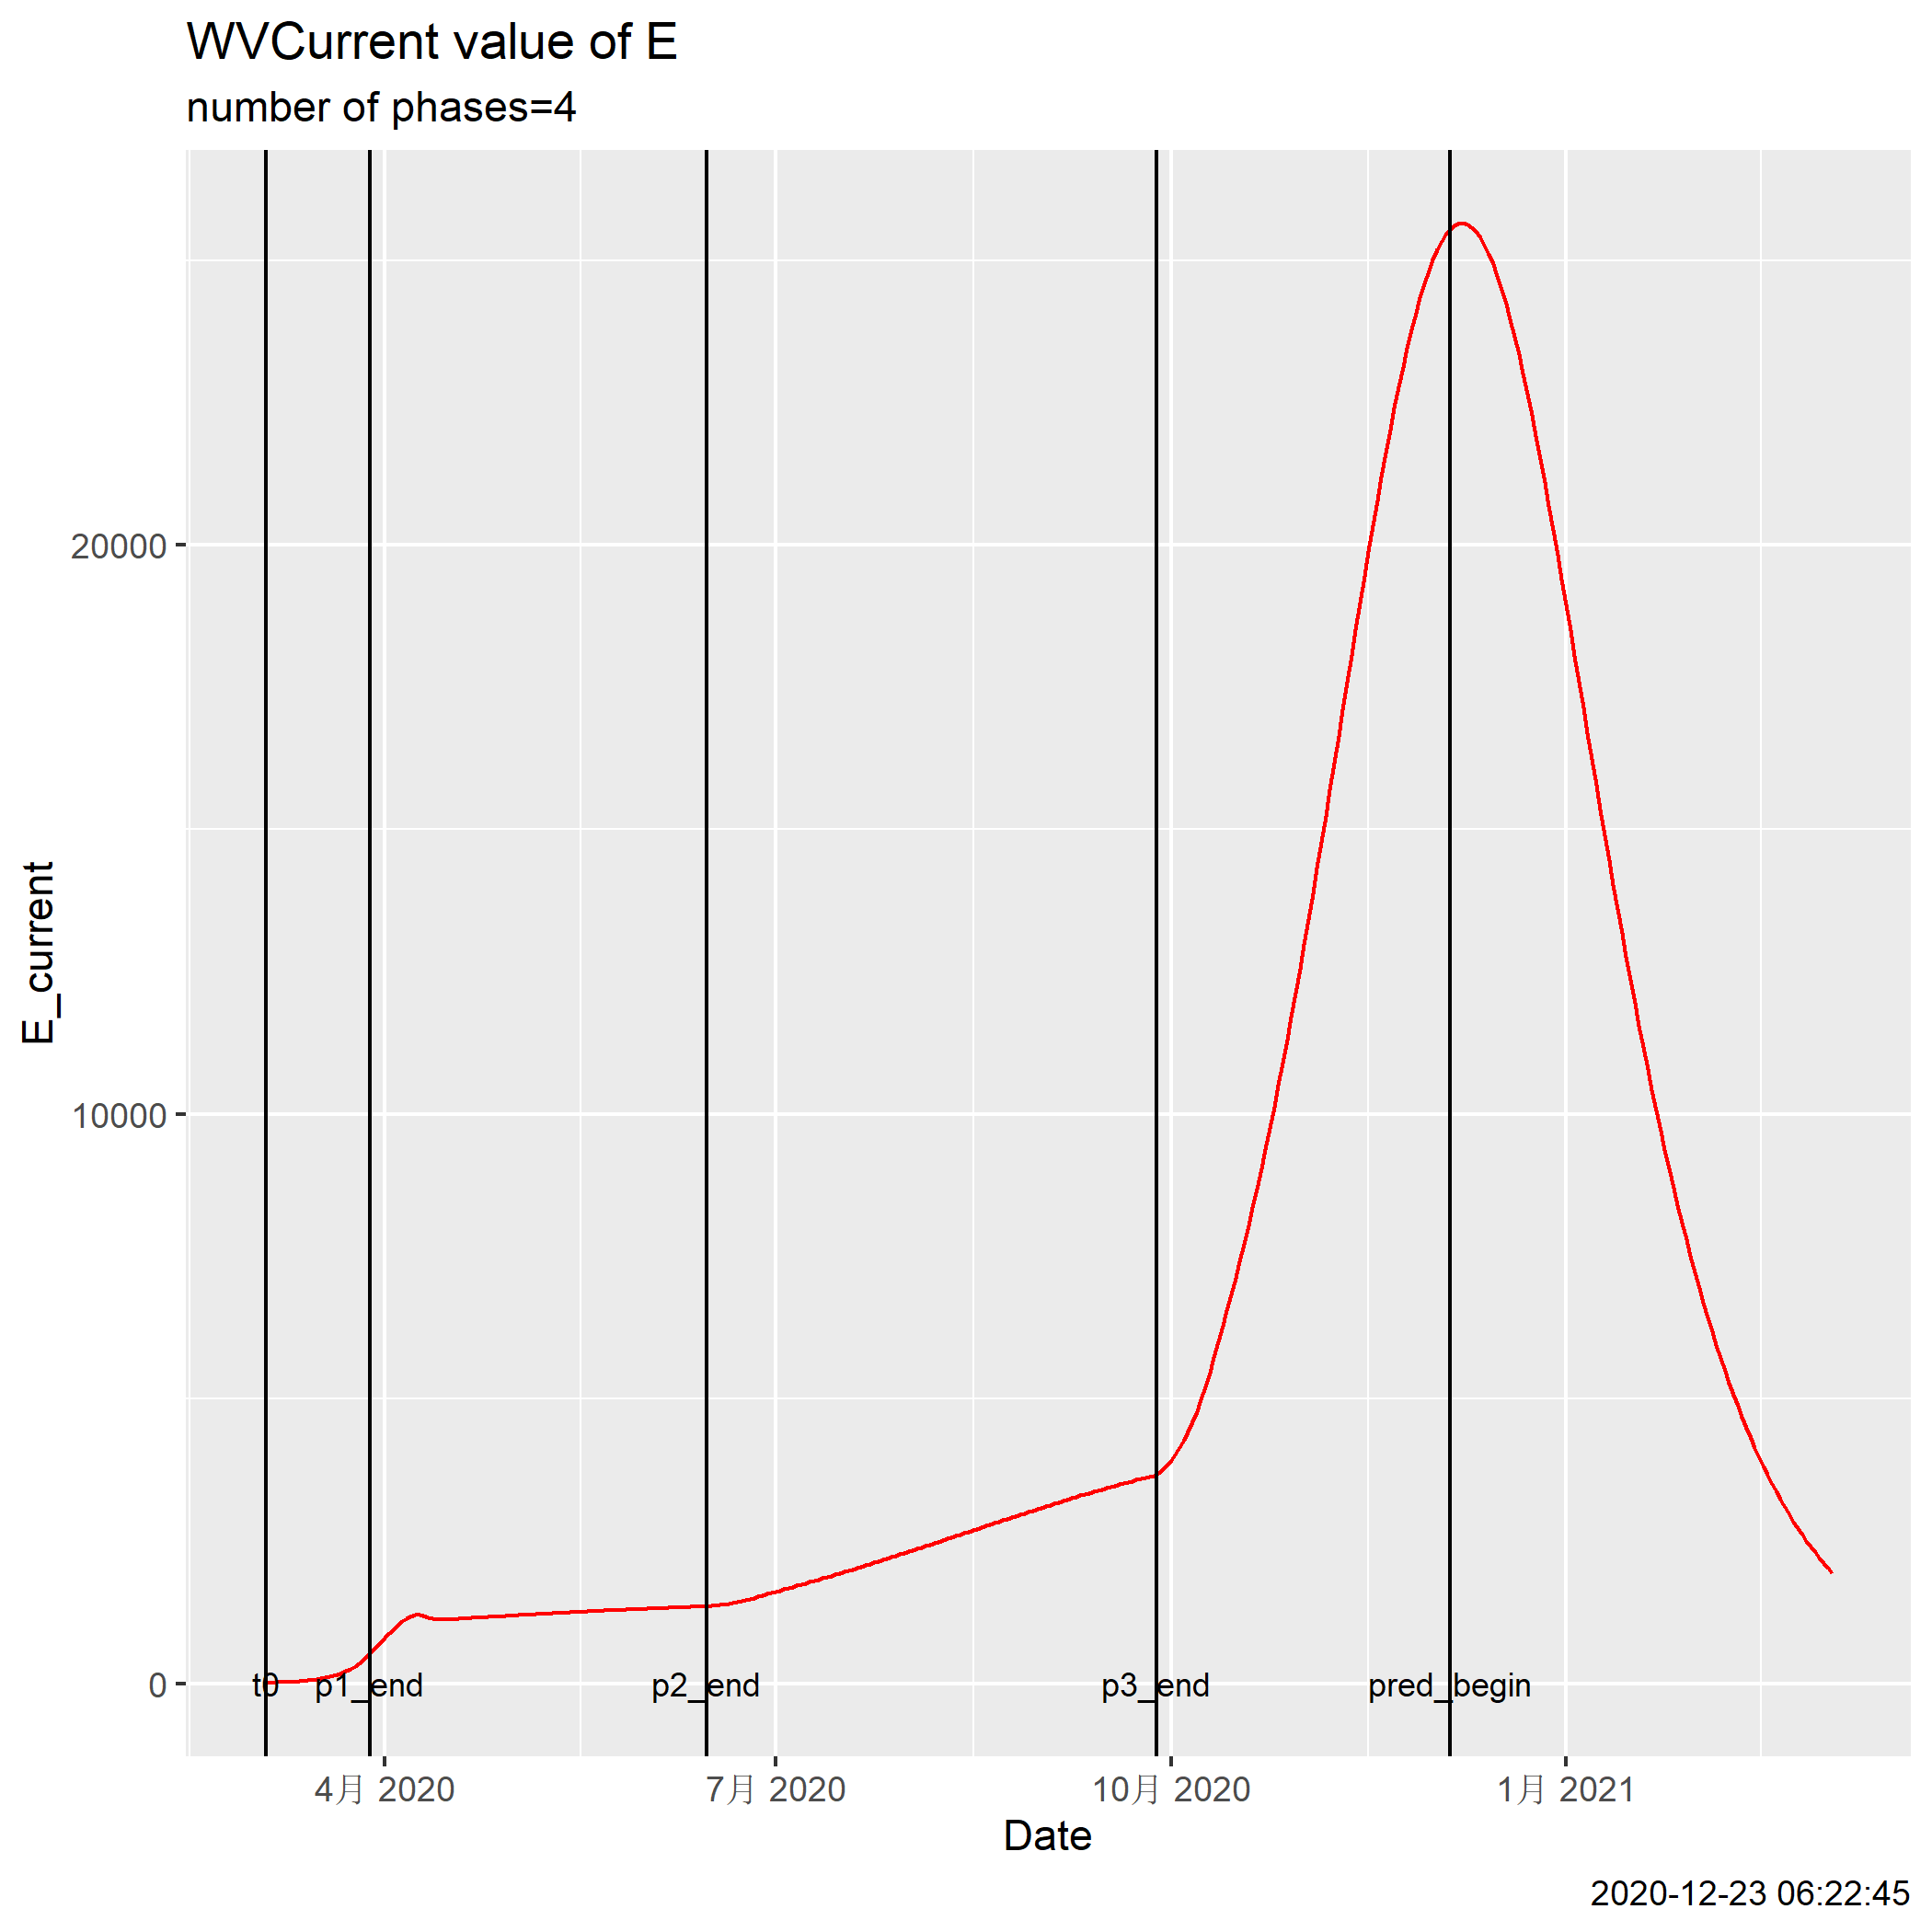 WVCurrent value of E
number of phases=4
E_current
20000
10000
0
t0 p1_end p2_end p3_end pred_begin
4月 2020 7月 2020 10月 2020 1月 2021
Date
2020-12-23 06:22:45